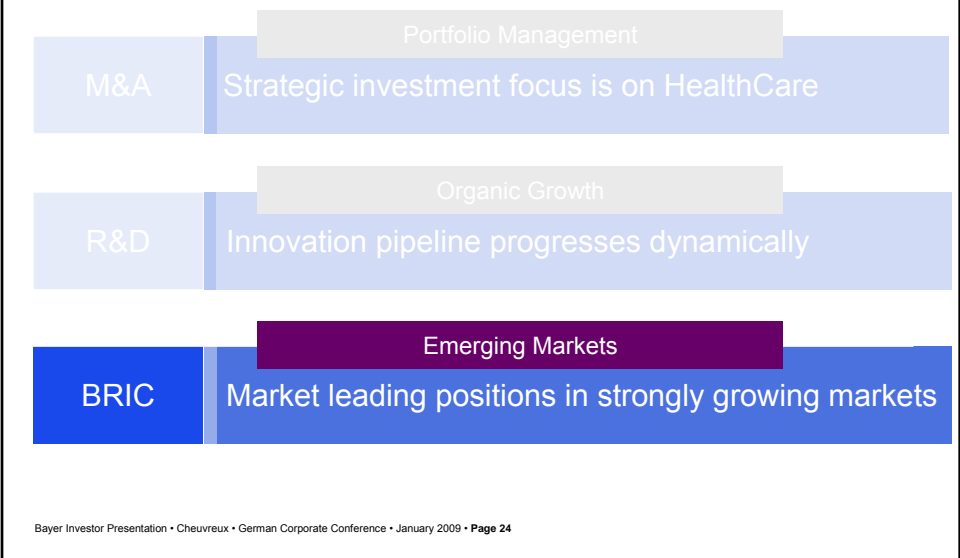 Portfolio Management
M&A
Strategic investment focus is on HealthCare
Organic Growth
R&D
Innovation pipeline progresses dynamically
Emerging Markets
BRIC
Market leading positions in strongly growing markets
Bayer Investor Presentation • Cheuvreux • German Corporate Conference • January 2009 • Page 24